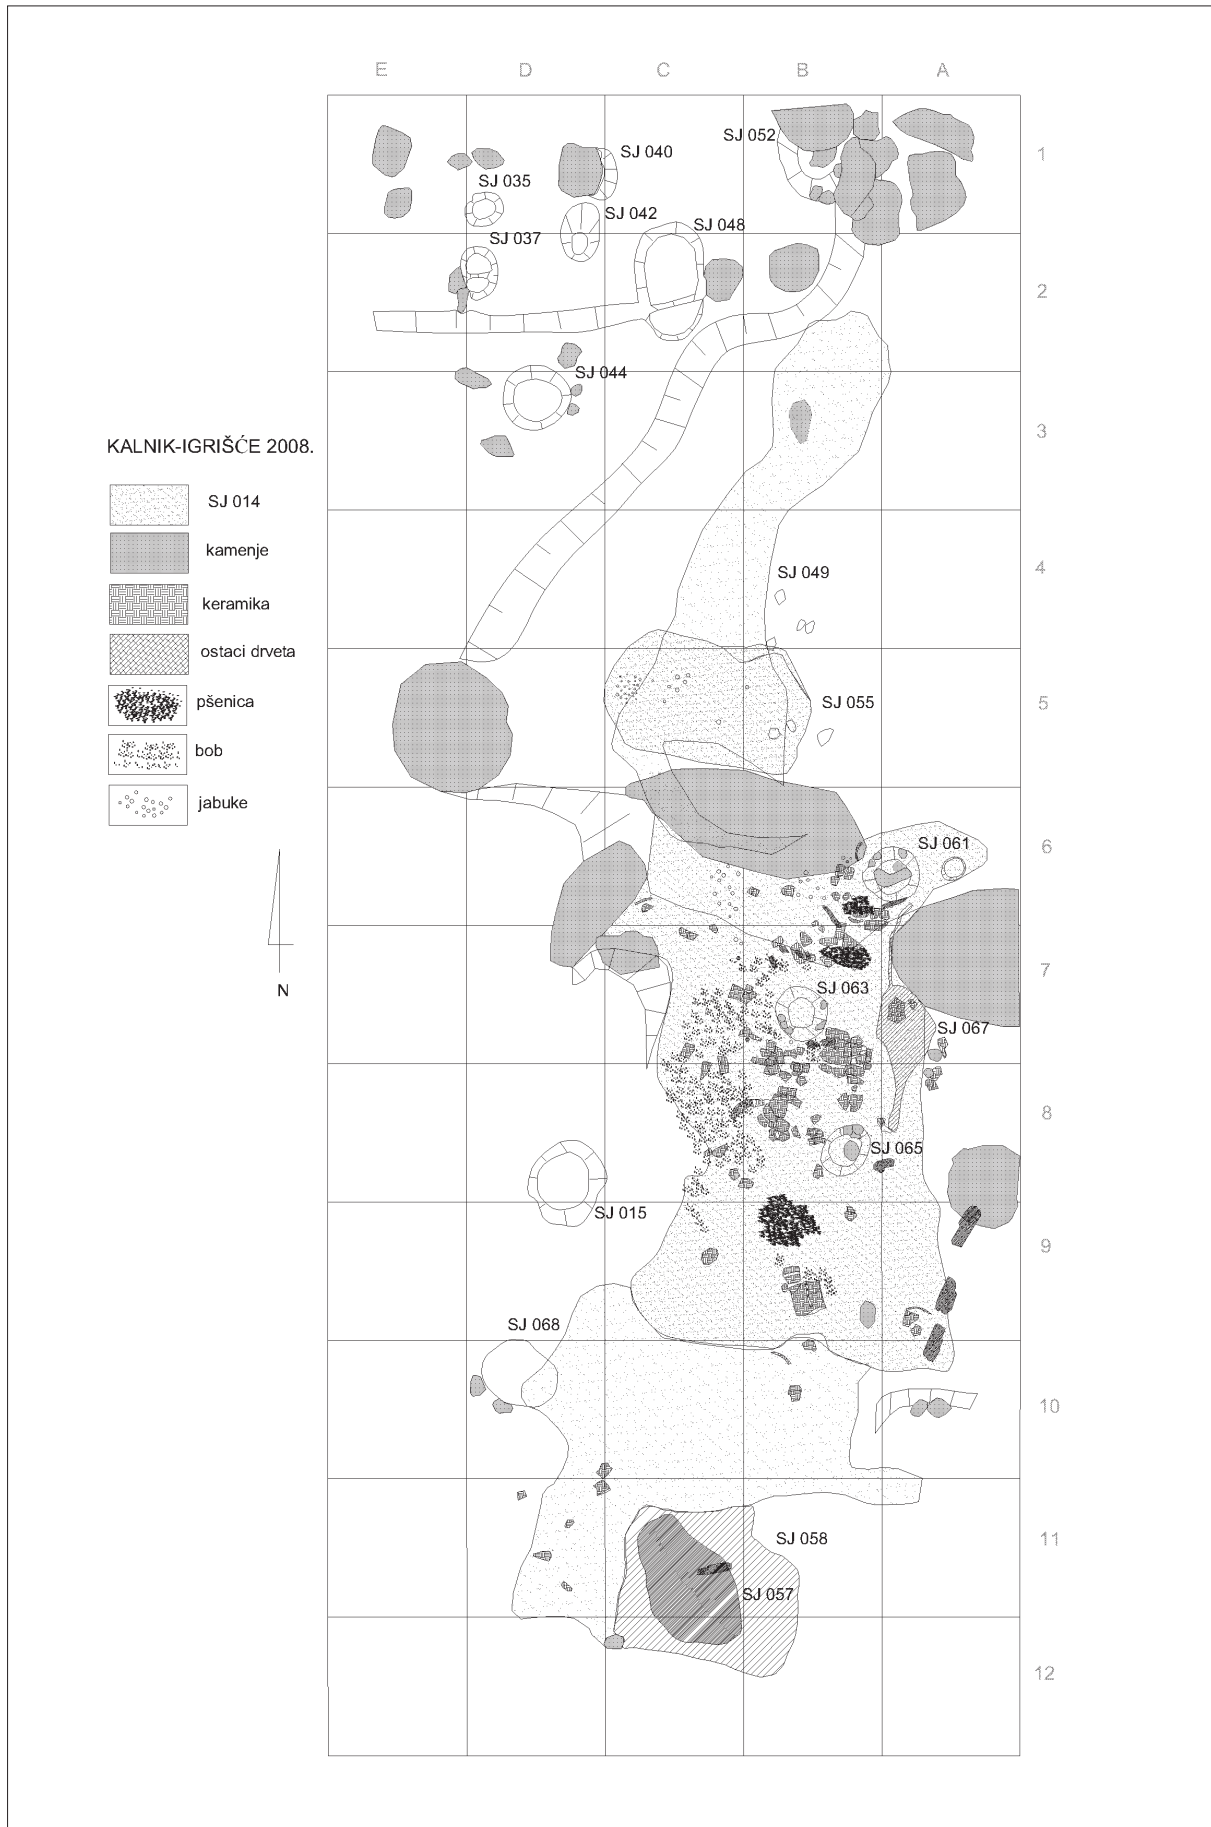 E D C B A
SJ 052
SJ 040
1
SJ 035
SJ 042
SJ 048
SJ 037
2
SJ 044
3
KALNIK-IGRIŠĆE 2008.
SJ 014
kamenje
SJ 049
4
keramika
ostaci drveta
pšenica
SJ 055
5
bob
jabuke
SJ 061
6
7
N
SJ 063
SJ 067
8
SJ 065
SJ 015
9
SJ 068
10
SJ 058
11
SJ 057
12